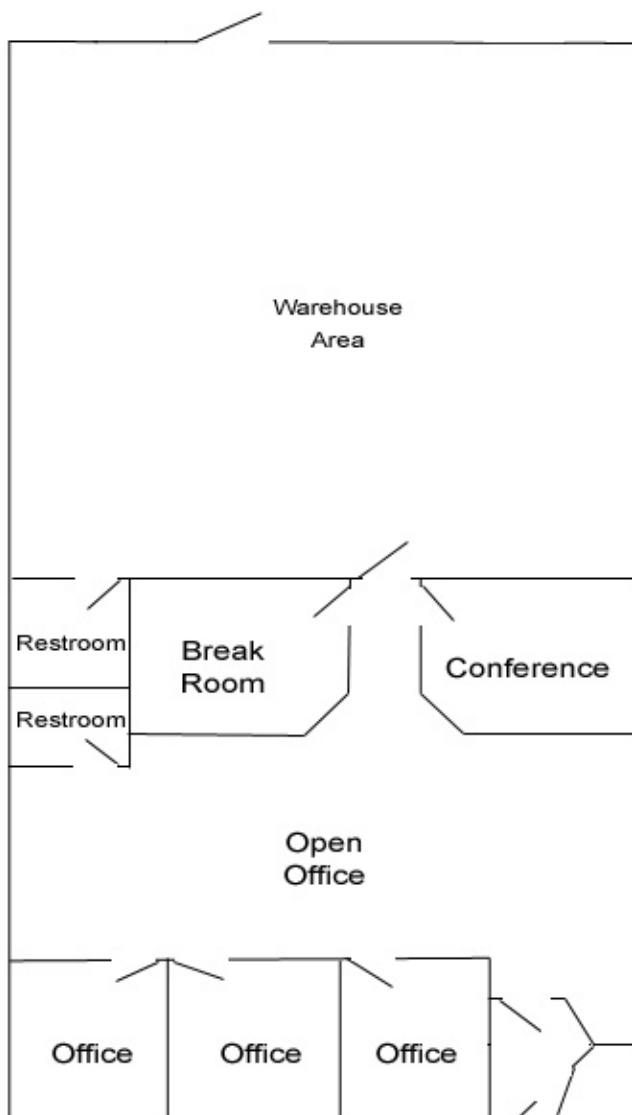 Warehouse
Area
Restroom
Break
Room
Conference
Restroom
Open
Office
Office
Office
Office